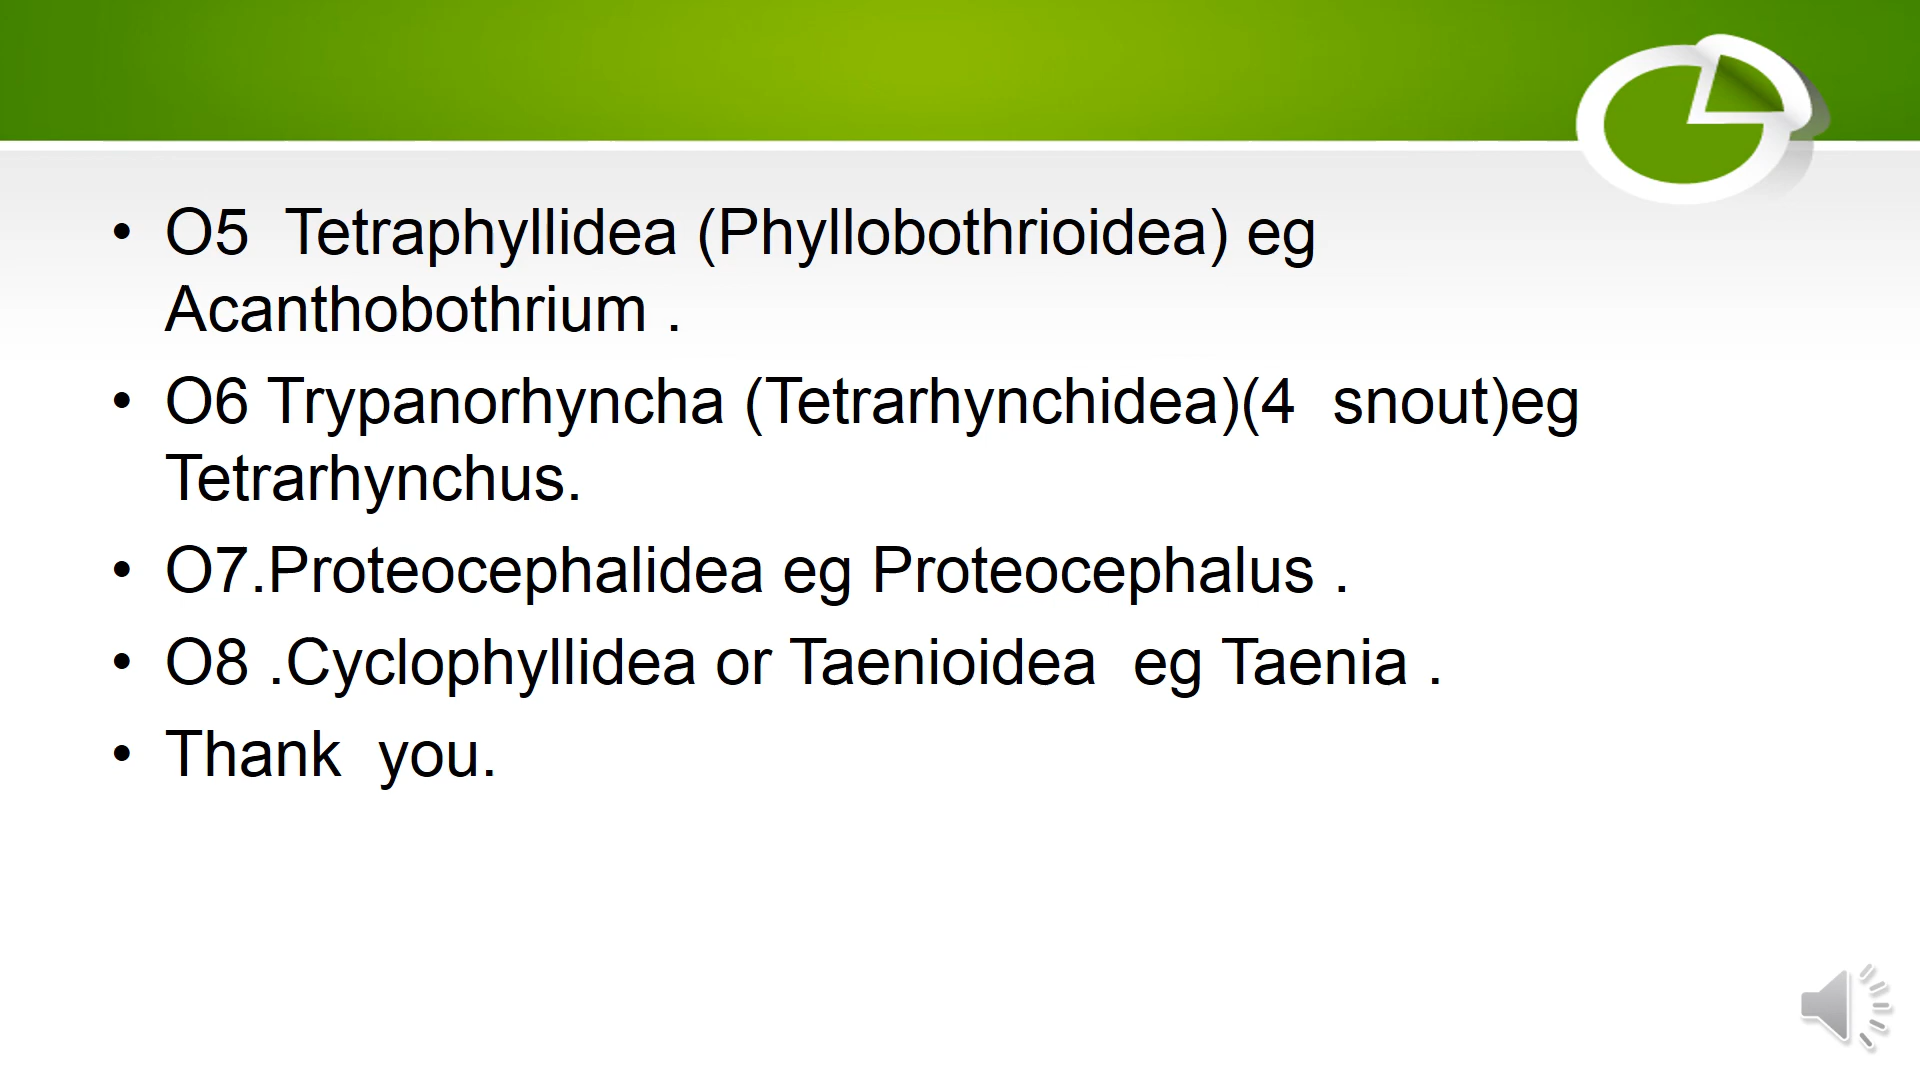 • O5  Tetraphyllidea (Phyllobothrioidea) eg
Acanthobothrium .
• O6 Trypanorhyncha (Tetrarhynchidea)(4  snout)eg
Tetrarhynchus.
• O7.Proteocephalidea eg Proteocephalus .
• O8 .Cyclophyllidea or Taenioidea  eg Taenia .
• Thank  you.